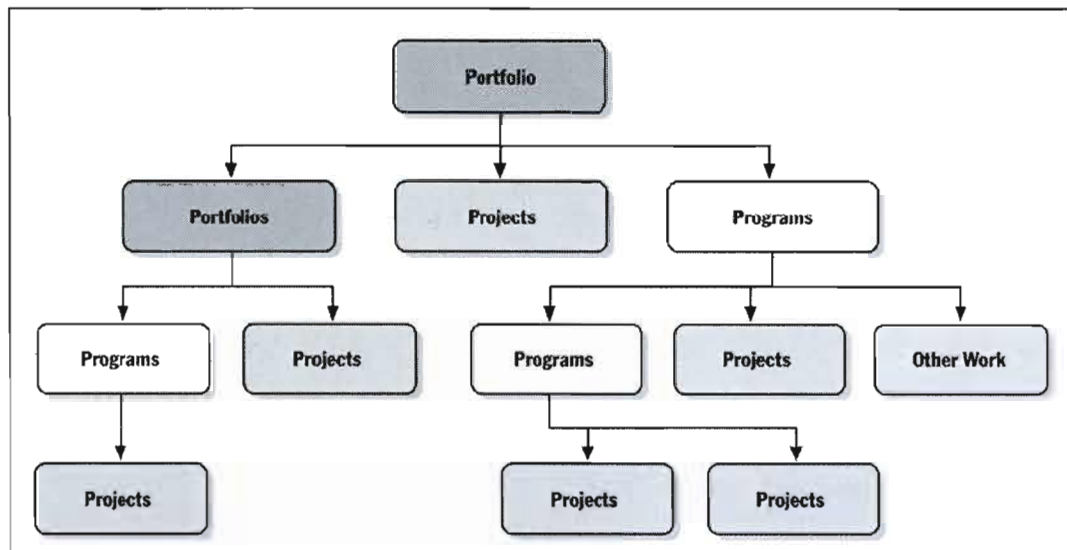 Portfolio
Portfolios
Projects
Programs
Programs
Projects
Programs
Projects
Other Work
Projects
Projects
Projects